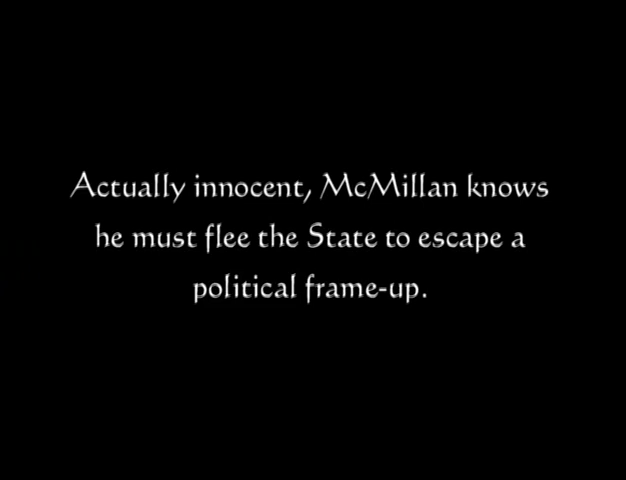 Actually innocent, McMillan knows
he must flee the State to escape a
political frame-up.